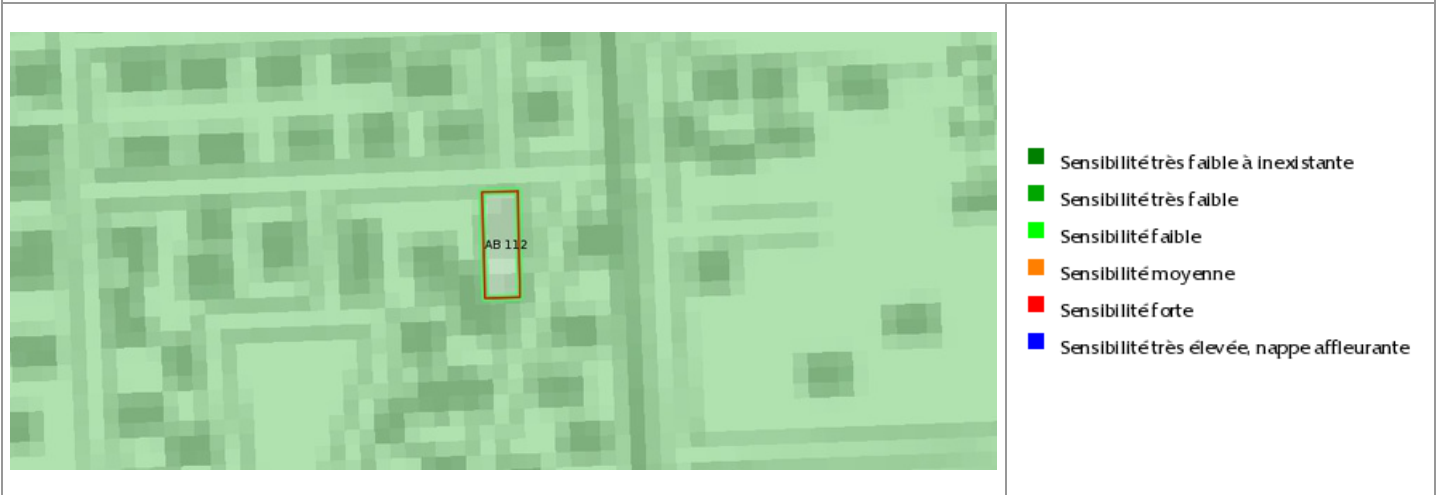 AB 112
Sensibilité très faible à inexistante
Sensibilité très faible
Sensibilité faible
Sensibilité moyenne
Sensibilité forte
Sensibilité très élevée, nappe affleurante